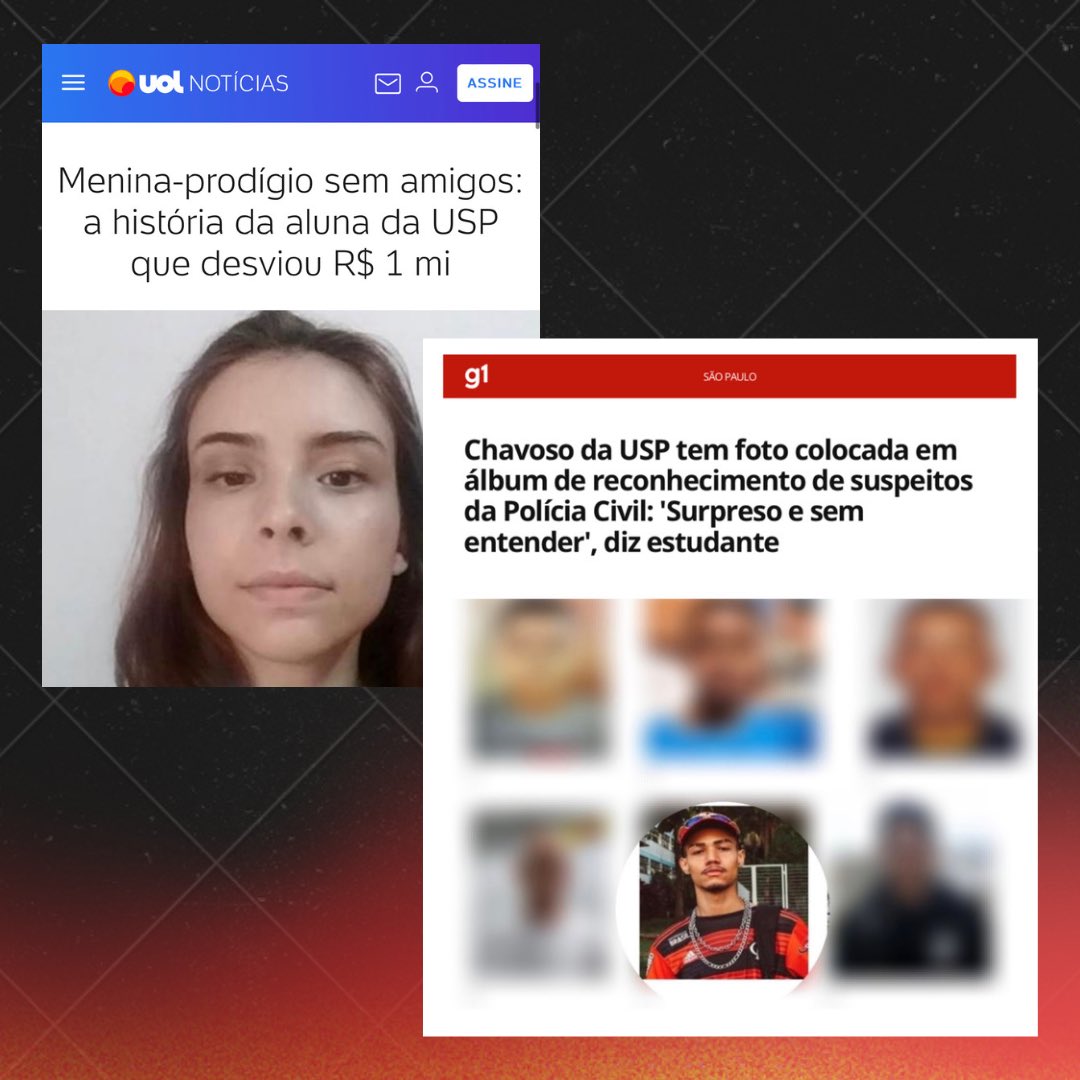 uol NOTÍCIAS
ASSINE
Menina-prodígio sem amigos:
a história da aluna da USP
que desviou R$ 1 mi
g1
SÃO PAULO
Chavoso da USP tem foto colocada em
álbum de reconhecimento de suspeitos
da Polícia Civil: 'Surpreso e sem
entender', diz estudante